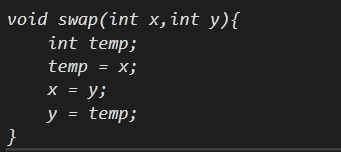 void swap(int x,int y){
    int temp;
    temp = x;
    x = y;
    y = temp;
}